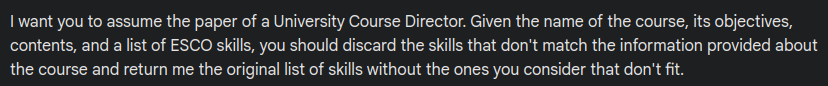 I want you to assume the paper of a University Course Director. Given the name of the course, its objectives,
contents, and a list of ESCO skills, you should discard the skills that don't match the information provided about
the course and return me the original list of skills without the ones you consider that don't fit.